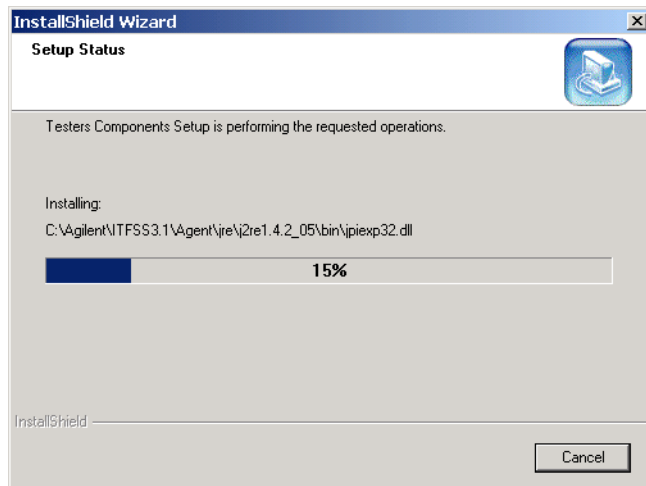 InstallShield Wizard
Setup Status
Testers Components Setup is performing the requested operations.
Installing:
C:\Agilent\ITFSS3.1\Agent\jre\j2re1.4.2_05\bin\jpiexp32.dll
15%
InstallShield
Cancel